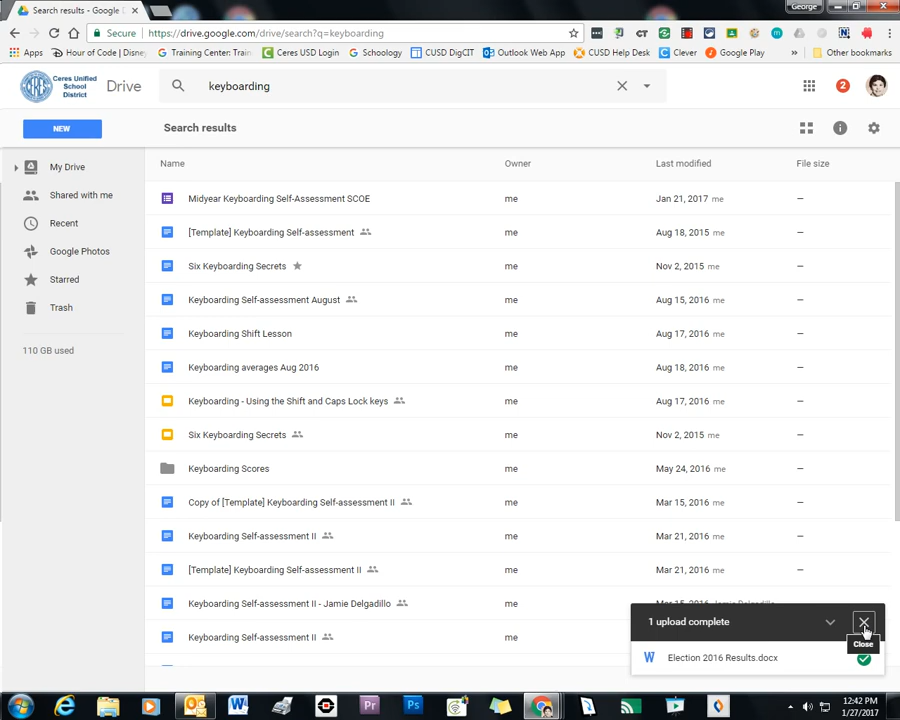 Search results - Google D
George
Secure https://drive.google.com/drive/search?q=keyboarding
CT
Apps Hour of Code | Disney Training Center: Train Ceres USD Login Schoology CUSD DigCIT Outlook Web App CUSD Help Desk Clever Google Play » Other bookmarks
Ceres Unified School District
Drive
keyboarding
2
NEW
Search results
My Drive
Shared with me
Recent
Google Photos
Starred
Trash
110 GB used
Name Owner Last modified File size
Midyear Keyboarding Self-Assessment SCOE me Jan 21, 2017 me —
[Template] Keyboarding Self-assessment me Aug 18, 2015 me —
Six Keyboarding Secrets me Nov 2, 2015 me —
Keyboarding Self-assessment August me Aug 15, 2016 me —
Keyboarding Shift Lesson me Aug 17, 2016 me —
Keyboarding averages Aug 2016 me Aug 18, 2016 me —
Keyboarding - Using the Shift and Caps Lock keys me Aug 17, 2016 me —
Six Keyboarding Secrets me Nov 2, 2015 me —
Keyboarding Scores me May 24, 2016 me —
Copy of [Template] Keyboarding Self-assessment II me Mar 15, 2016 me —
Keyboarding Self-assessment II me Mar 21, 2016 me —
[Template] Keyboarding Self-assessment II me Mar 21, 2016 me —
Keyboarding Self-assessment II - Jamie Delgadillo me Mar 15, 2016 Jamie Delgadillo
Keyboarding Self-assessment II me
1 upload complete
Close
W Election 2016 Results.docx
Pr Ps
12:42 PM
1/27/2017